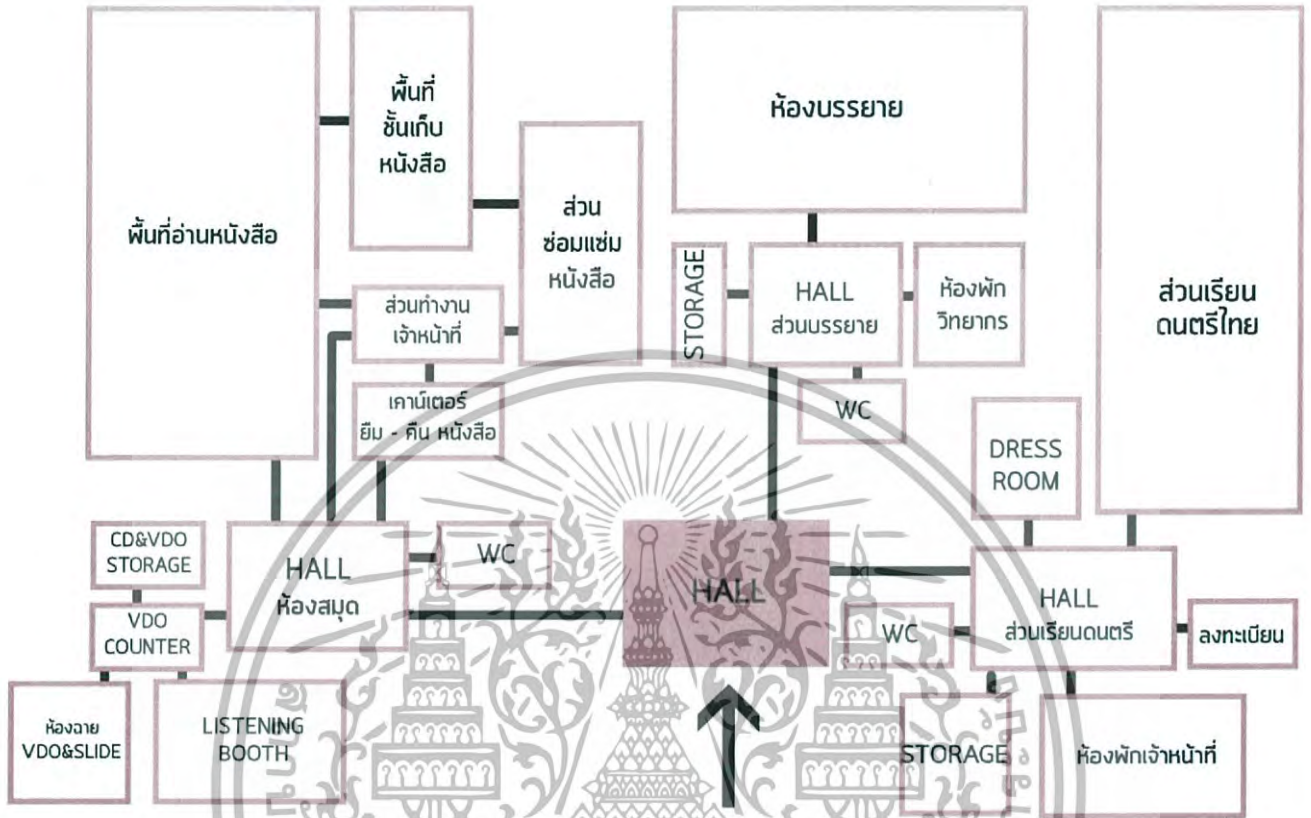 พื้นที่อ่านหนังสือ
พื้นที่
ชั้นเก็บ
หนังสือ
ส่วน
ซ่อมแซ่ม
หนังสือ
ส่วนทำงาน
เจ้าหน้าที่
เคาน์เตอร์
ยืม - คืน หนังสือ
CD&VDO
STORAGE
VDO
COUNTER
HALL
ห้องสมุด
WC
ห้องฉาย
VDO&SLIDE
LISTENING
BOOTH
HALL
ห้องบรรยาย
STORAGE
HALL
ส่วนบรรยาย
ห้องพัก
วิทยากร
WC
ส่วนเรียน
ดนตรีไทย
DRESS
ROOM
HALL
ส่วนเรียนดนตรี
WC
ลงทะเบียน
STORAGE
ห้องพักเจ้าหน้าที่